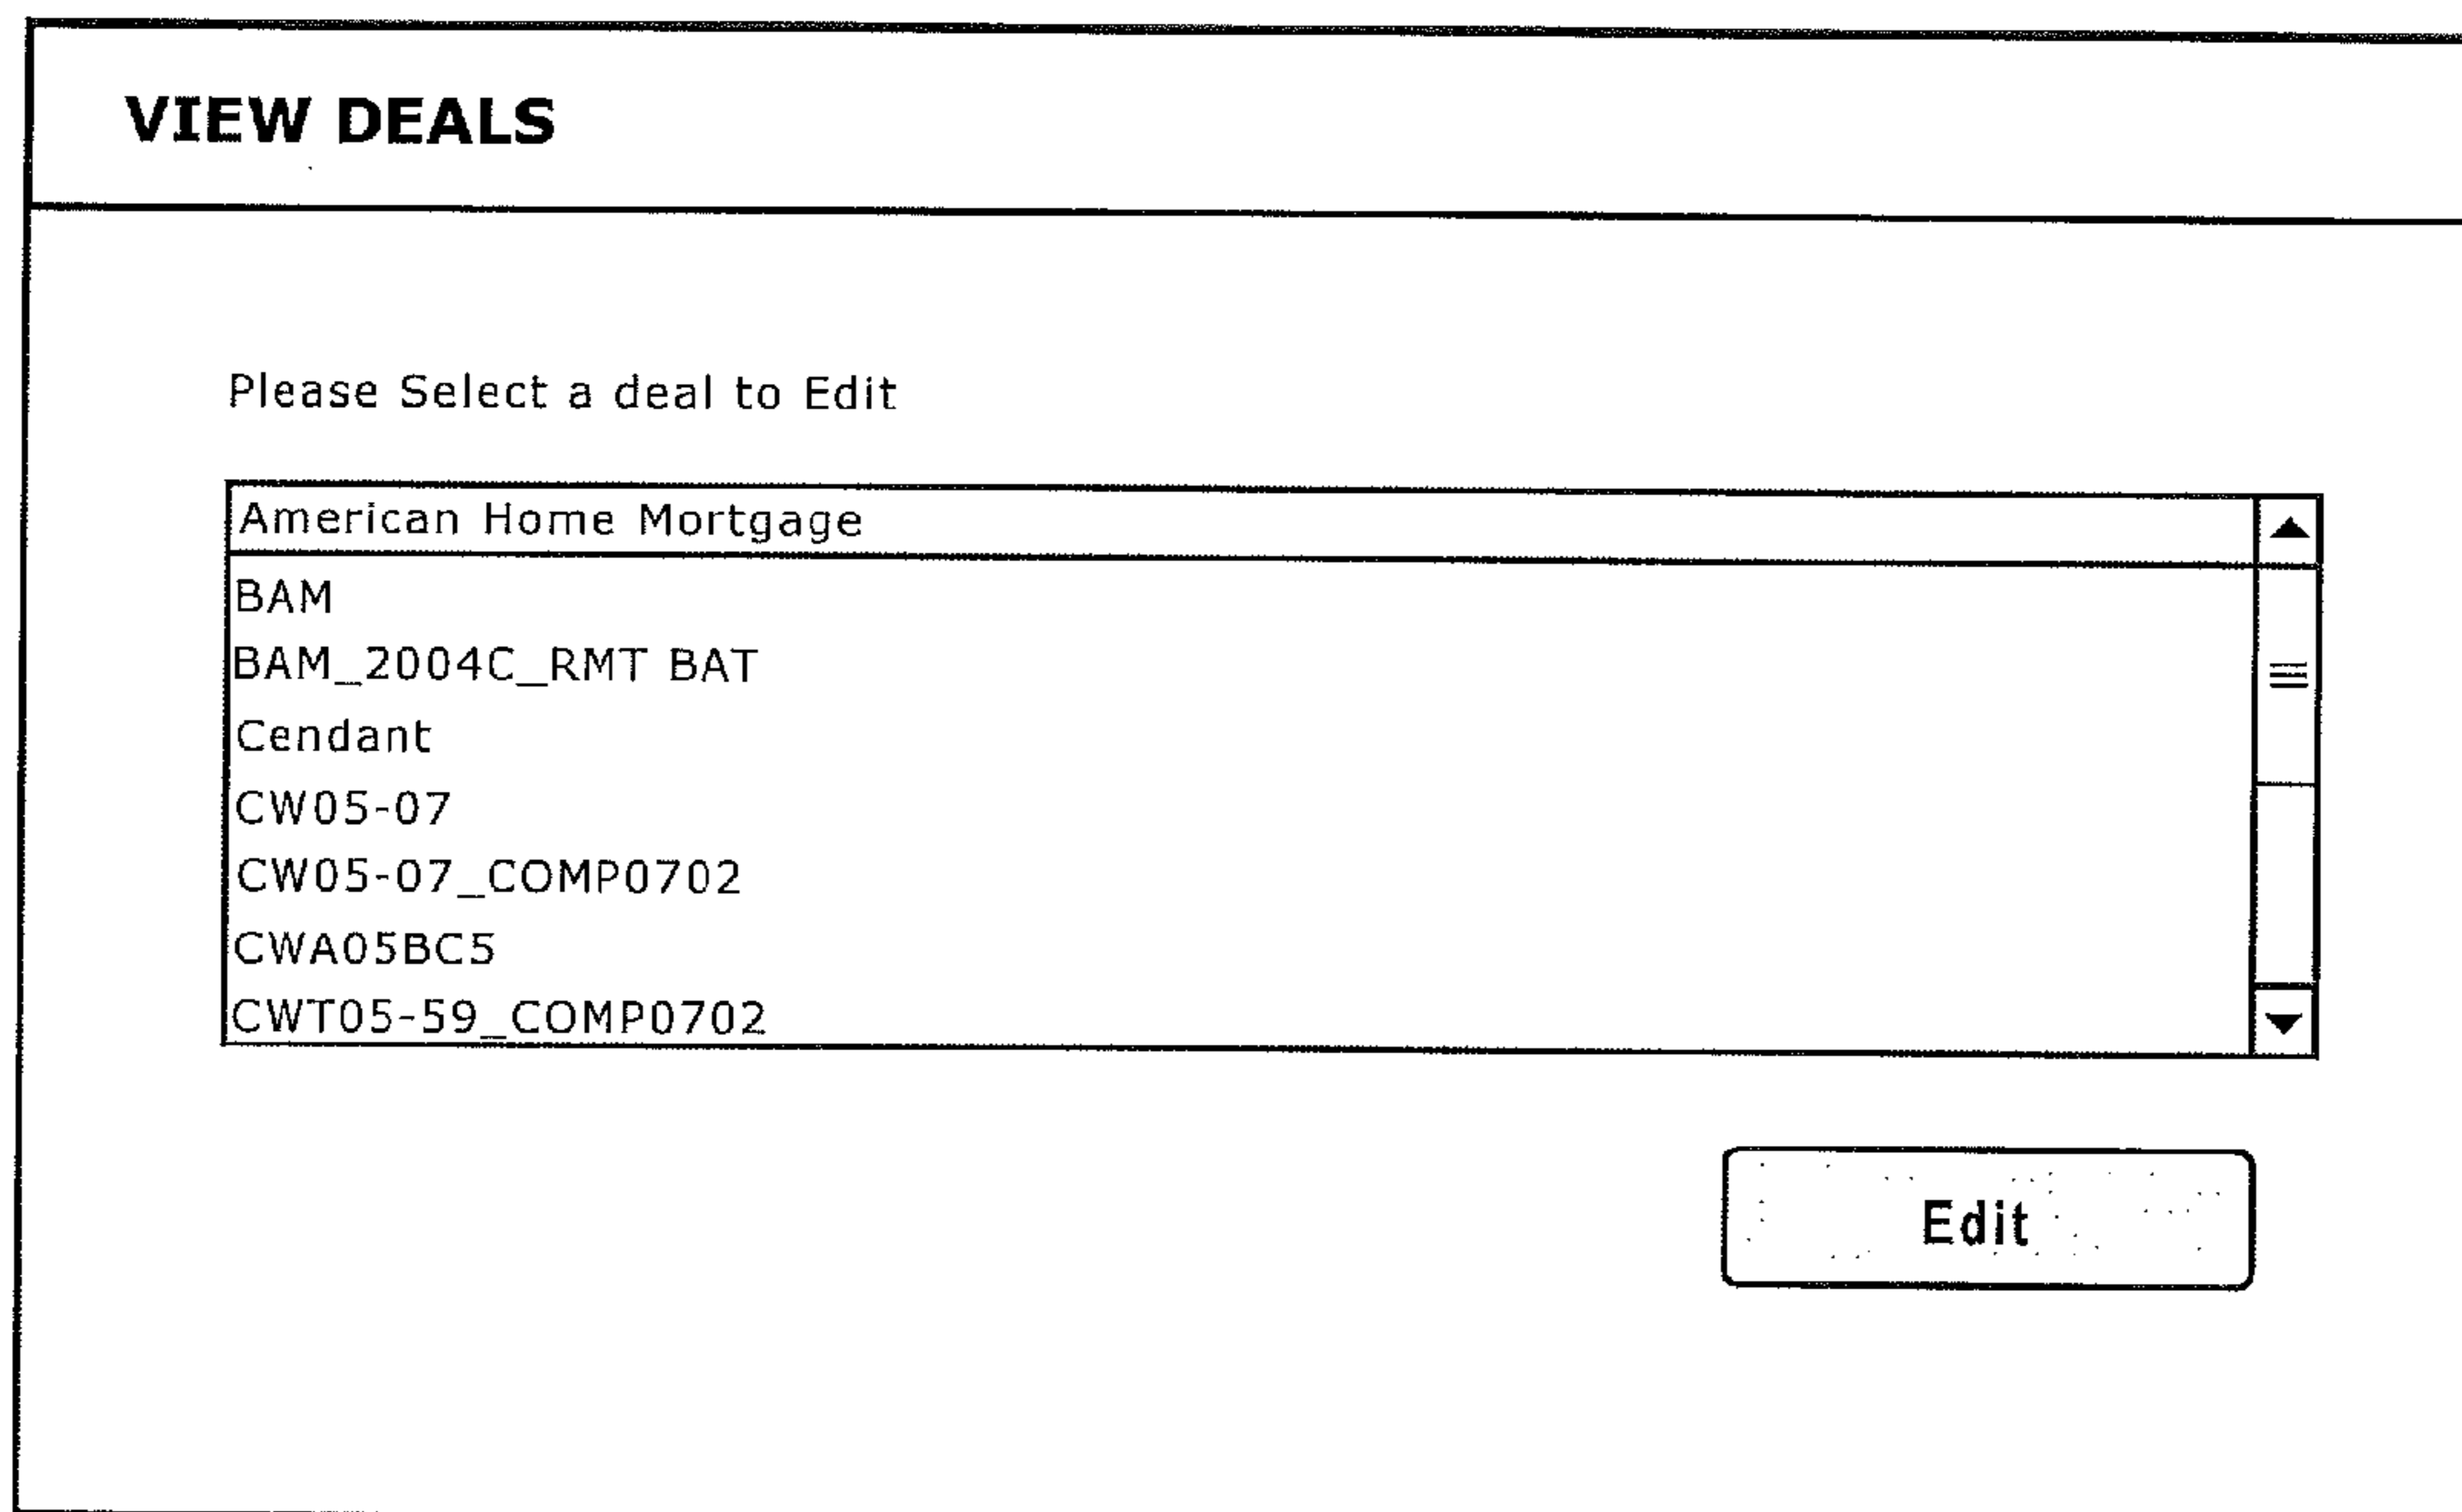 VIEW DEALS
Please Select a deal to Edit
American Home Mortgage
BAM
BAM_2004C_RMT BAT
Cendant
CW05-07
CW05-07_COMP0702
CWA05BC5
CWT05-59_COMP0702
Edit